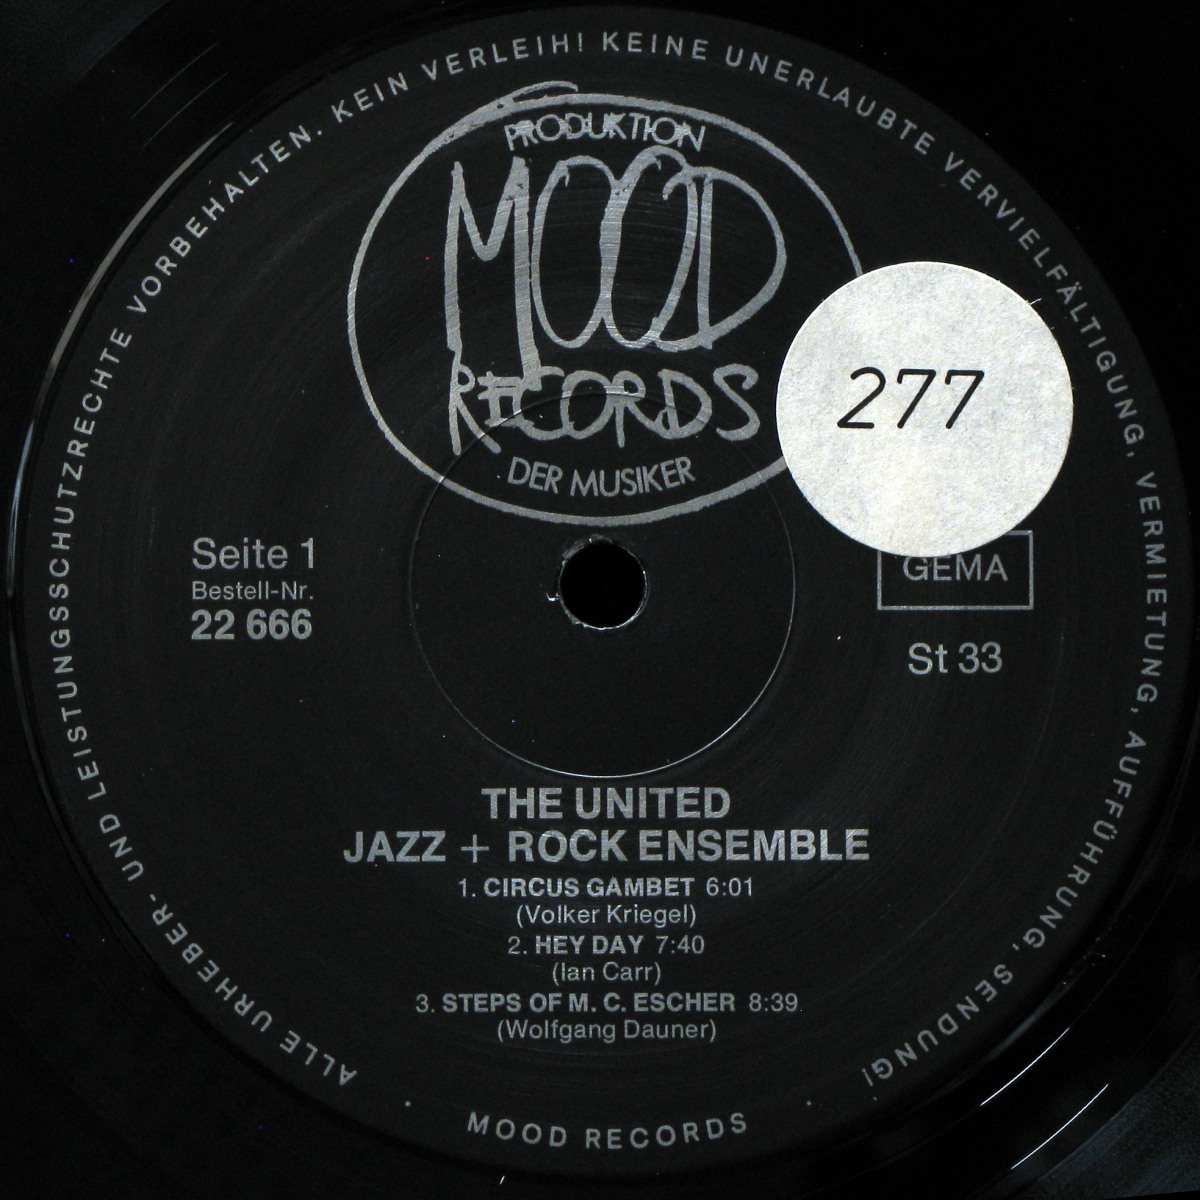 ALLE URHEBER- UND LEISTUNGSSCHUTZRECHTE VORBEHALTEN. KEIN VERLEIH! KEINE UNERLAUBTE VERVIELFÄLTIGUNG, VERMIETUNG, AUFFÜHRUNG, SENDUNG!
PRODUKTION
MOOD
RECORDS
DER MUSIKER
277
Seite 1
Bestell-Nr.
22 666
GEMA
St 33
THE UNITED
JAZZ + ROCK ENSEMBLE
1. CIRCUS GAMBET 6:01
(Volker Kriegel)
2. HEY DAY 7:40
(Ian Carr)
3. STEPS OF M. C. ESCHER 8:39
(Wolfgang Dauner)
· MOOD RECORDS ·